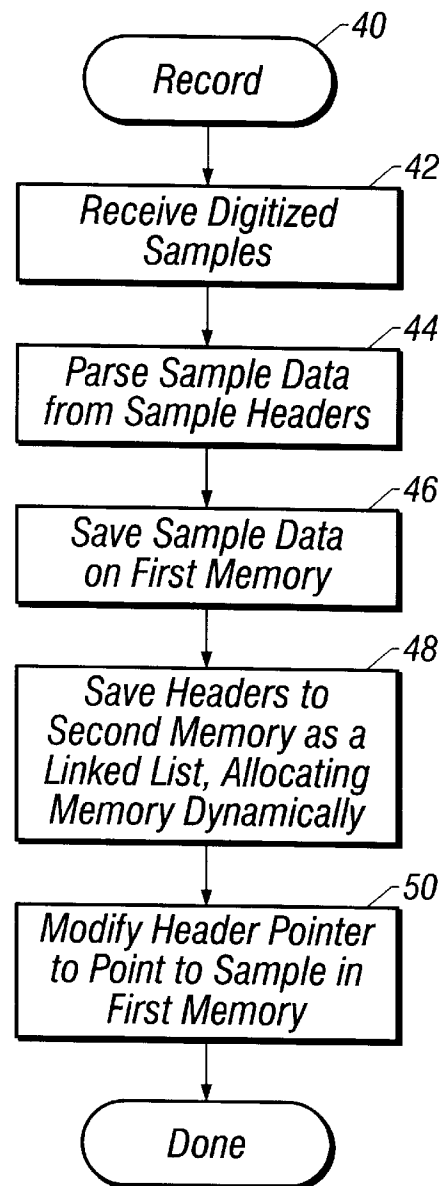 40
Record
42
Receive Digitized
Samples
44
Parse Sample Data
from Sample Headers
46
Save Sample Data
on First Memory
48
Save Headers to
Second Memory as a
Linked List, Allocating
Memory Dynamically
50
Modify Header Pointer
to Point to Sample in
First Memory
Done